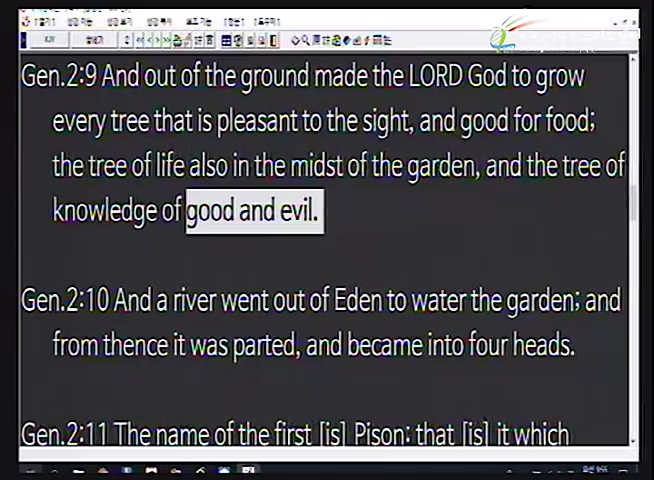 Gen.2:9 And out of the ground made the LORD God to grow
every tree that is pleasant to the sight, and good for food;
the tree of life also in the midst of the garden, and the tree of
knowledge of good and evil.
Gen.2:10 And a river went out of Eden to water the garden; and
from thence it was parted, and became into four heads.
Gen.2:11 The name of the first [is] Pison: that [is] it which